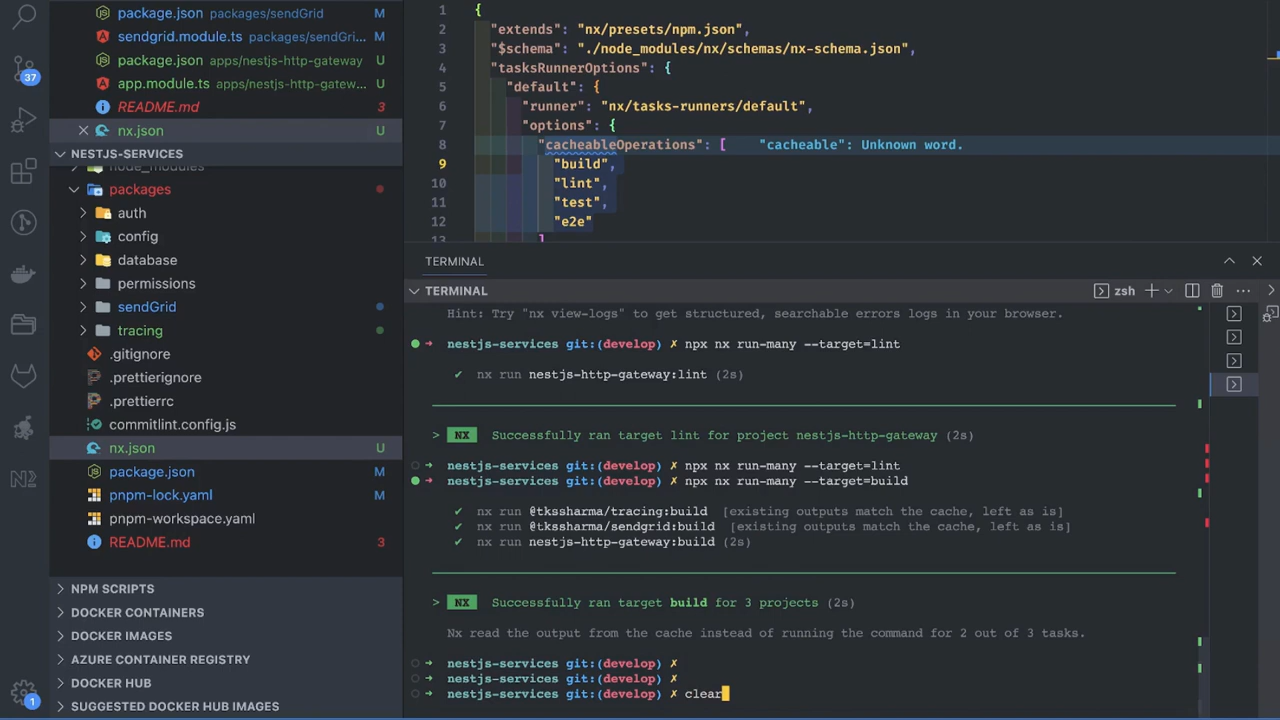 package.json packages/sendGrid M
sendgrid.module.ts packages/sendGri... M
package.json apps/nestjs-http-gateway U
app.module.ts apps/nestjs-http-gatew... U
README.md 3
nx.json U
NESTJS-SERVICES
node_modules
packages
auth
config
database
permissions
sendGrid
tracing
.gitignore
.prettierignore
.prettierrc
commitlint.config.js
nx.json U
package.json M
pnpm-lock.yaml M
pnpm-workspace.yaml
README.md 3
NPM SCRIPTS
DOCKER CONTAINERS
DOCKER IMAGES
AZURE CONTAINER REGISTRY
DOCKER HUB
SUGGESTED DOCKER HUB IMAGES
37
1
1 {
2 "extends": "nx/presets/npm.json",
3 "$schema": "./node_modules/nx/schemas/nx-schema.json",
4 "tasksRunnerOptions": {
5 "default": {
6 "runner": "nx/tasks-runners/default",
7 "options": {
8 "cacheableOperations": [ "cacheable": Unknown word.
9 "build",
10 "lint",
11 "test",
12 "e2e"
13 ]
TERMINAL
TERMINAL
zsh
Hint: Try "nx view-logs" to get structured, searchable errors logs in your browser.
→ nestjs-services git:(develop) ✗ npx nx run-many --target=lint
✔ nx run nestjs-http-gateway:lint (2s)
> NX Successfully ran target lint for project nestjs-http-gateway (2s)
→ nestjs-services git:(develop) ✗ npx nx run-many --target=lint
→ nestjs-services git:(develop) ✗ npx nx run-many --target=build
✔ nx run @tkssharma/tracing:build [existing outputs match the cache, left as is]
✔ nx run @tkssharma/sendgrid:build [existing outputs match the cache, left as is]
✔ nx run nestjs-http-gateway:build (2s)
> NX Successfully ran target build for 3 projects (2s)
Nx read the output from the cache instead of running the command for 2 out of 3 tasks.
→ nestjs-services git:(develop) ✗
→ nestjs-services git:(develop) ✗
→ nestjs-services git:(develop) ✗ clear